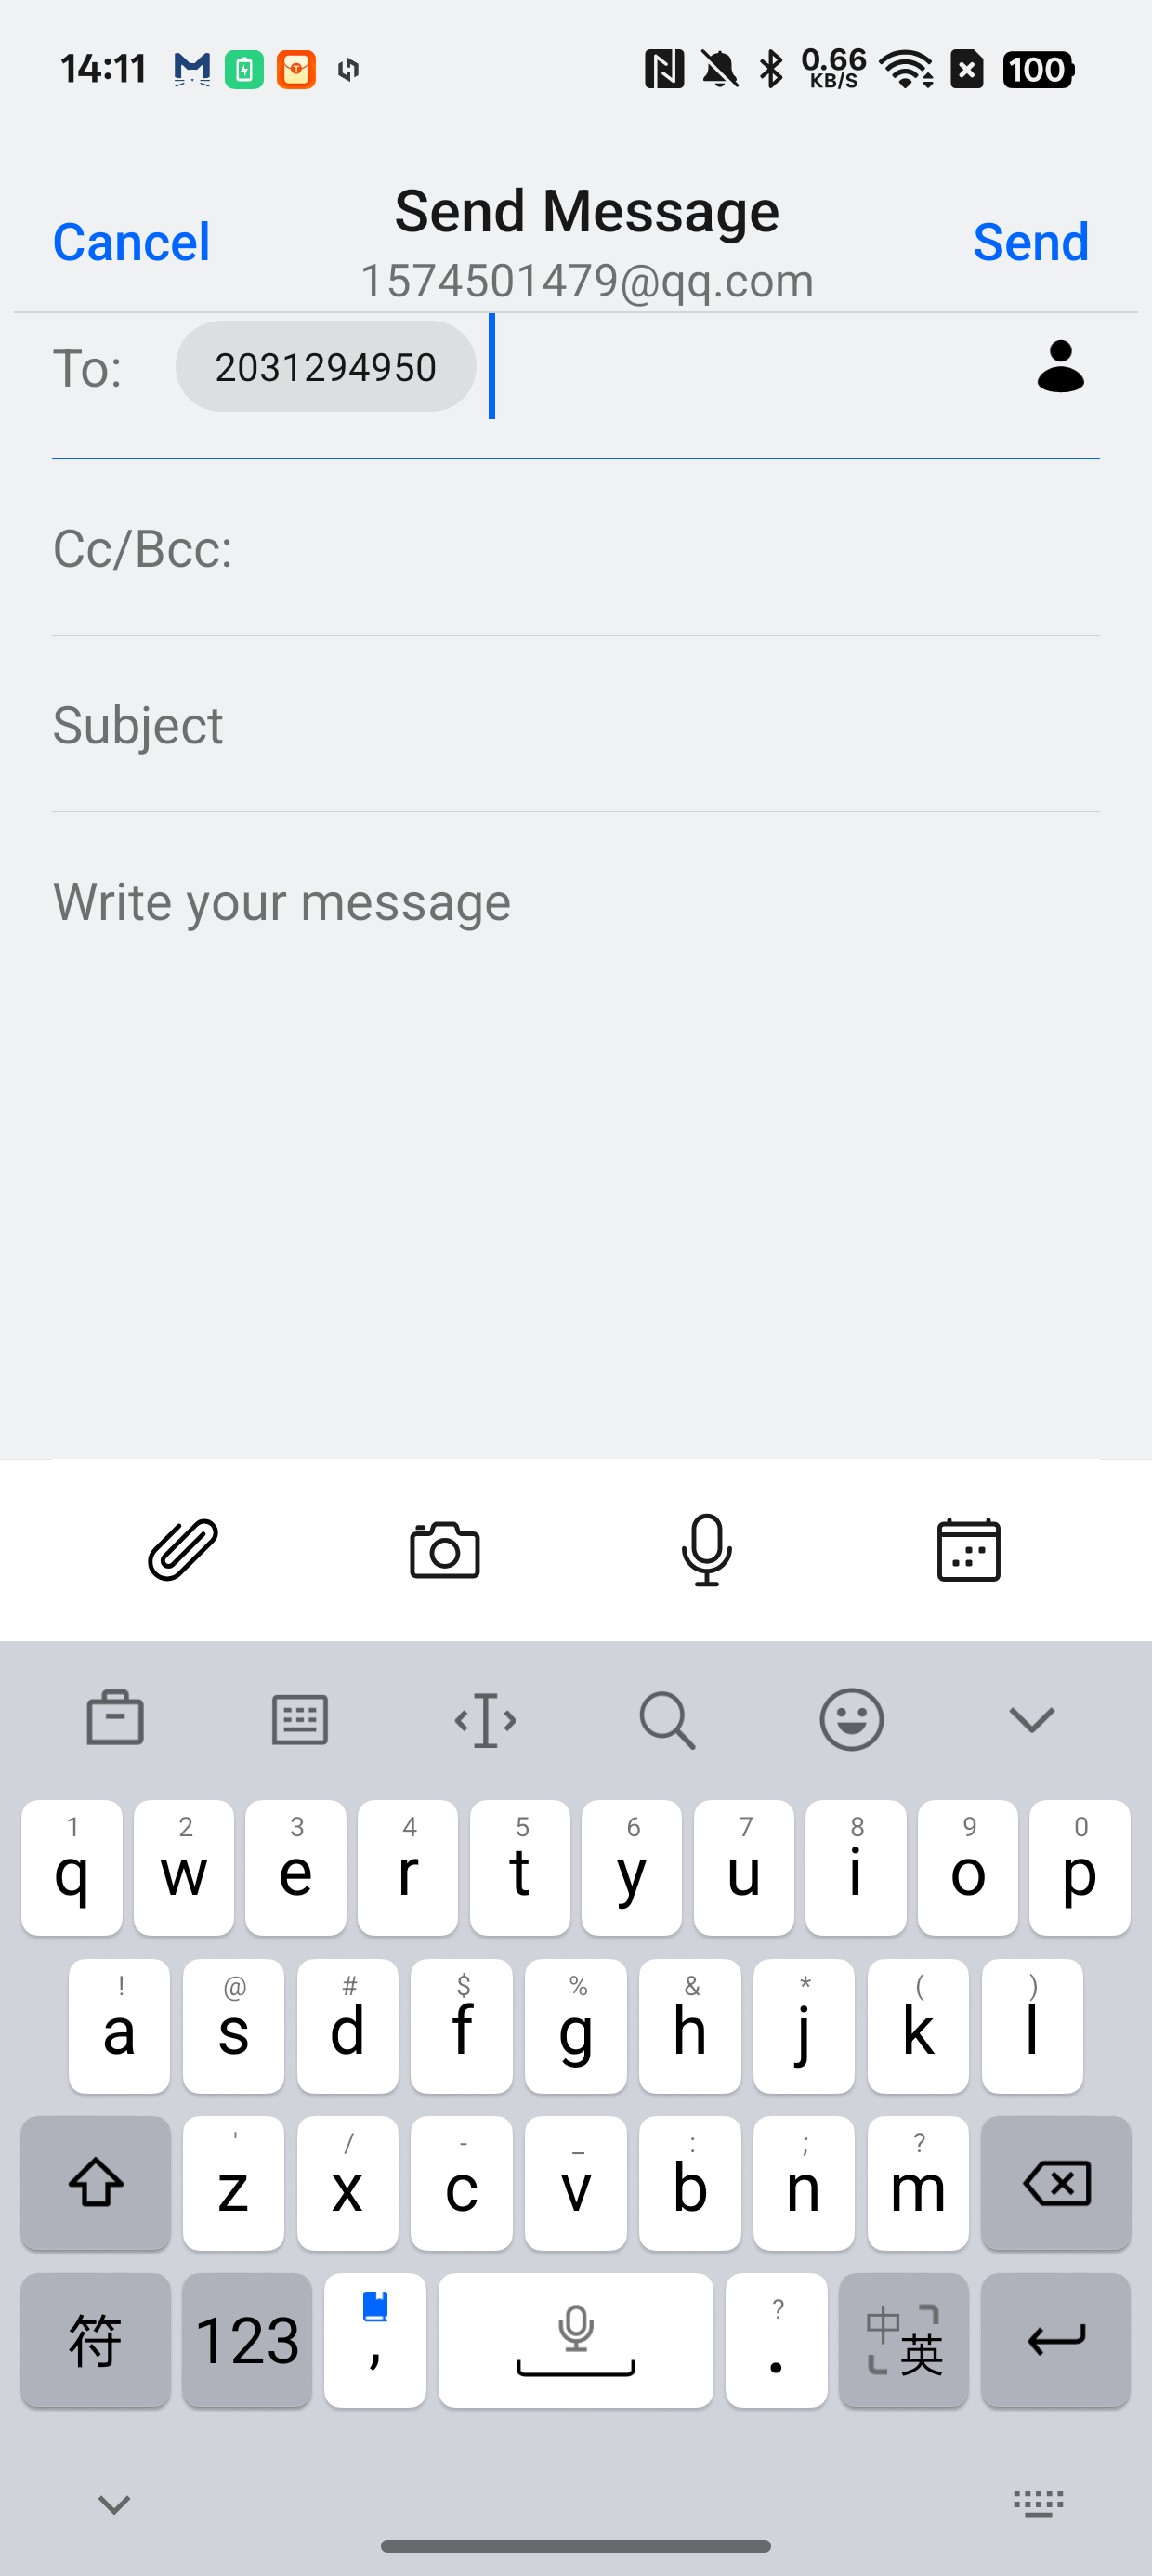 14:11 0.66 KB/S 100
Cancel Send Message Send
1574501479@qq.com
To: 2031294950
Cc/Bcc:
Subject
Write your message
1 2 3 4 5 6 7 8 9 0
q w e r t y u i o p
! @ # $ % & * ( )
a s d f g h j k l
' / - _ : ; ?
z x c v b n m
符 123 , ? . 中 英